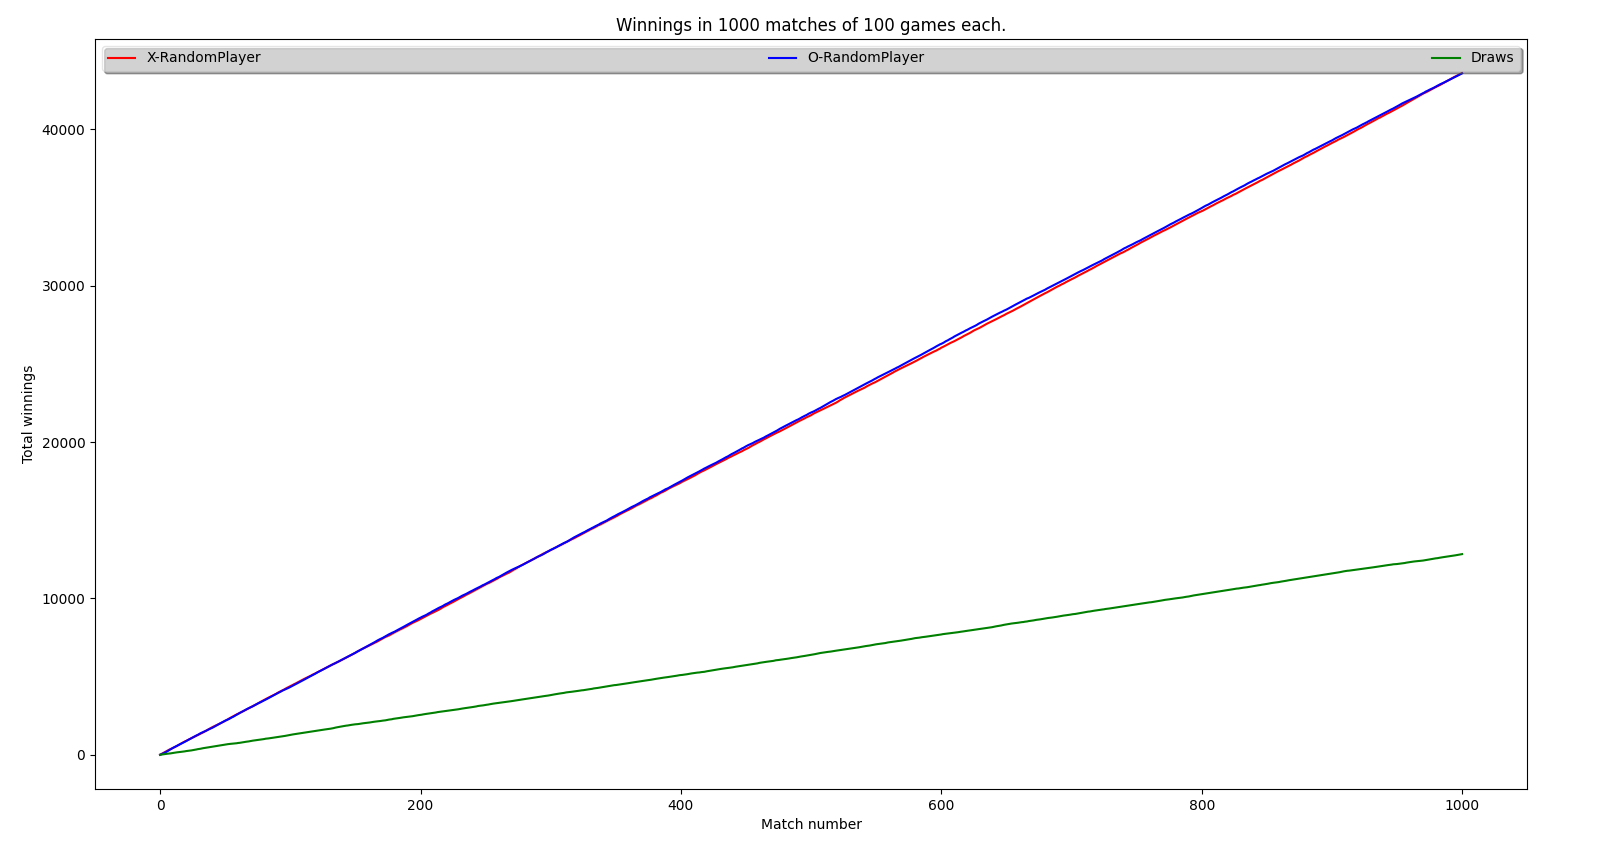 Winnings in 1000 matches of 100 games each.
X-RandomPlayer
O-RandomPlayer
Draws
40000
30000
20000
10000
0
Total winnings
0
200
400
600
800
1000
Match number